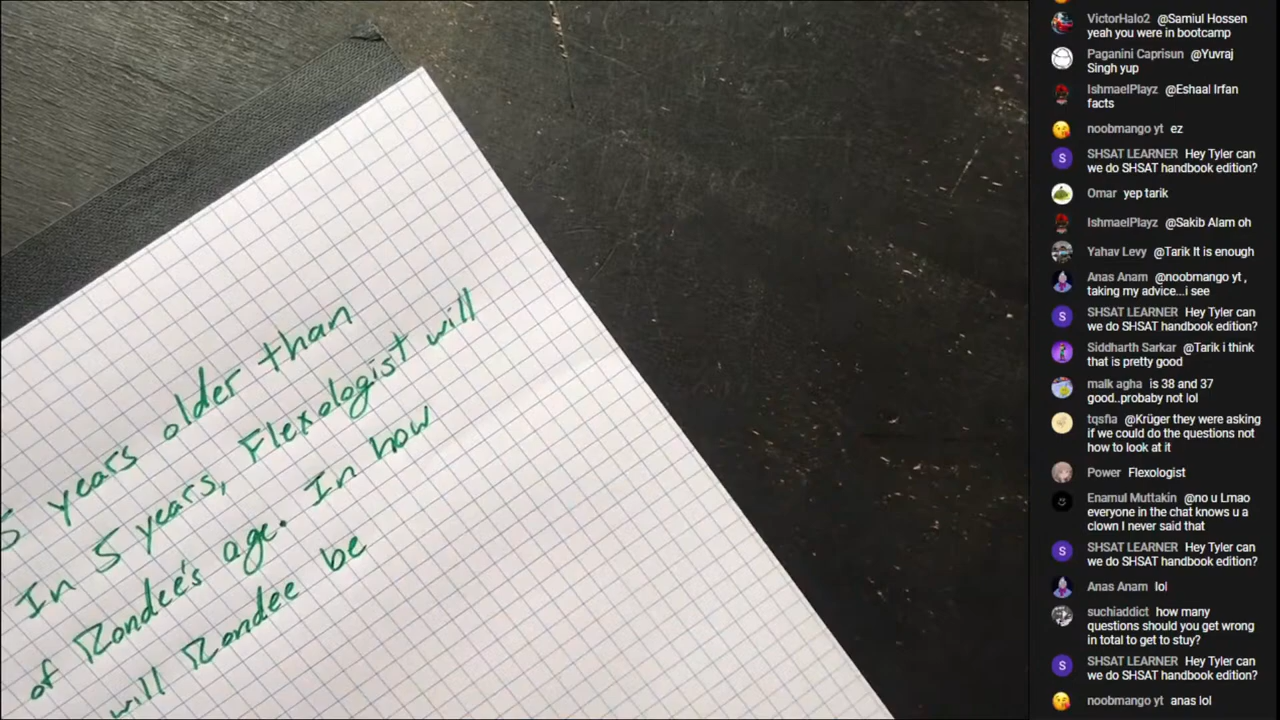 5 years older than
In 5 years, Flexologist will
of Rondee's age. In how
will Rondee be
VictorHalo2 @Samiul Hossen
yeah you were in bootcamp
Paganini Caprisun @Yuvraj
Singh yup
IshmaelPlayz @Eshaal Irfan
facts
noobmango yt ez
SHSAT LEARNER Hey Tyler can
we do SHSAT handbook edition?
Omar yep tarik
IshmaelPlayz @Sakib Alam oh
Yahav Levy @Tarik It is enough
Anas Anam @noobmango yt ,
taking my advice...i see
S
SHSAT LEARNER Hey Tyler can
we do SHSAT handbook edition?
Siddharth Sarkar @Tarik i think
that is pretty good
malk agha is 38 and 37
good..probaby not lol
tqsfia @Krüger they were asking
if we could do the questions not
how to look at it
Power Flexologist
Enamul Muttakin @no u Lmao
everyone in the chat knows u a
clown I never said that
S
SHSAT LEARNER Hey Tyler can
we do SHSAT handbook edition?
Anas Anam lol
suchiaddict how many
questions should you get wrong
in total to get to stuy?
S
SHSAT LEARNER Hey Tyler can
we do SHSAT handbook edition?
noobmango yt anas lol